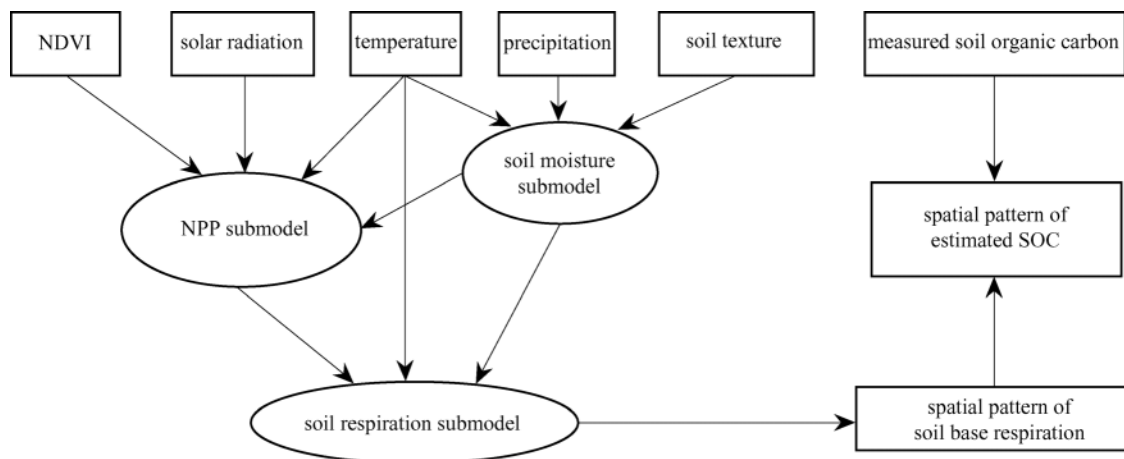 NDVI
solar radiation
temperature
precipitation
soil texture
measured soil organic carbon
soil moisture
submodel
NPP submodel
spatial pattern of
estimated SOC
soil respiration submodel
spatial pattern of
soil base respiration